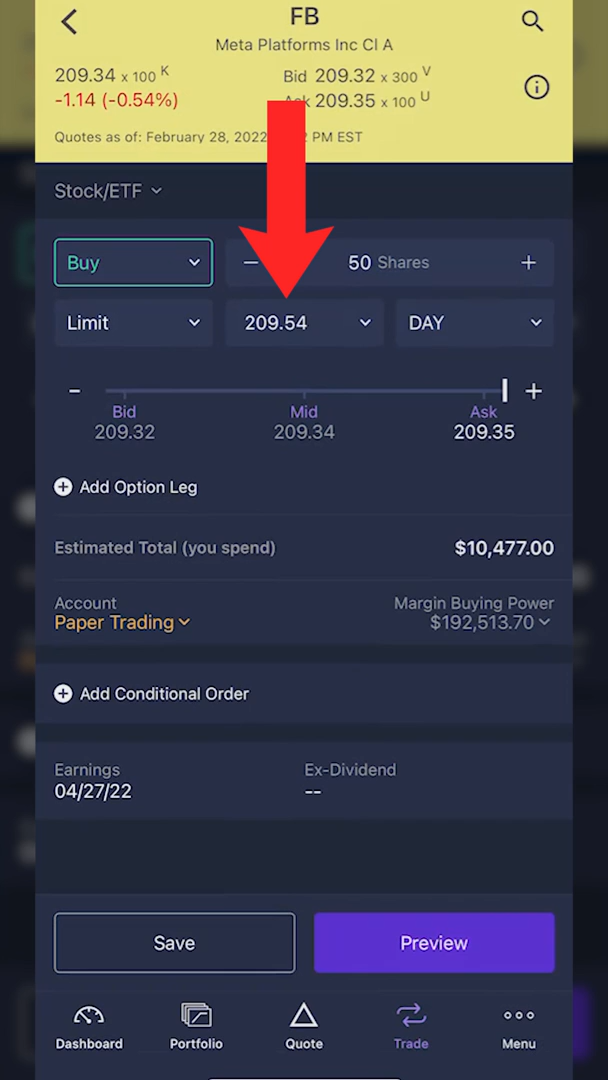 FB
Meta Platforms Inc Cl A
209.34 x 100 K
Bid 209.32 x 300 V
-1.14 (-0.54%)
Ask 209.35 x 100 U
Quotes as of: February 28, 2022 PM EST
Stock/ETF
Buy
50 Shares
Limit
209.54
DAY
- +
Bid
Mid
Ask
209.32
209.34
209.35
Add Option Leg
Estimated Total (you spend)
$10,477.00
Account
Margin Buying Power
Paper Trading
$192,513.70
Add Conditional Order
Earnings
Ex-Dividend
04/27/22
--
Save
Preview
Dashboard
Portfolio
Quote
Trade
Menu